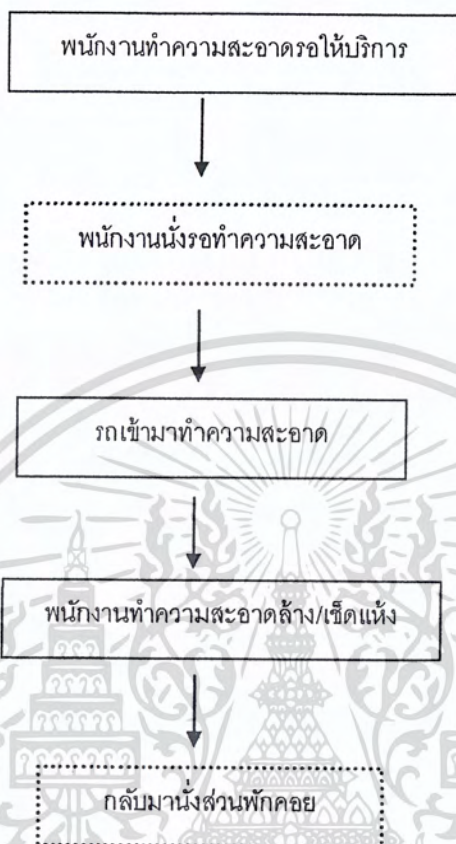 พนักงานทำความสะอาดรอให้บริการ
พนักงานนั่งรอทำความสะอาด
รถเข้ามาทำความสะอาด
พนักงานทำความสะอาดล้าง/เช็ดแห้ง
กลับมานั่งส่วนพักคอย